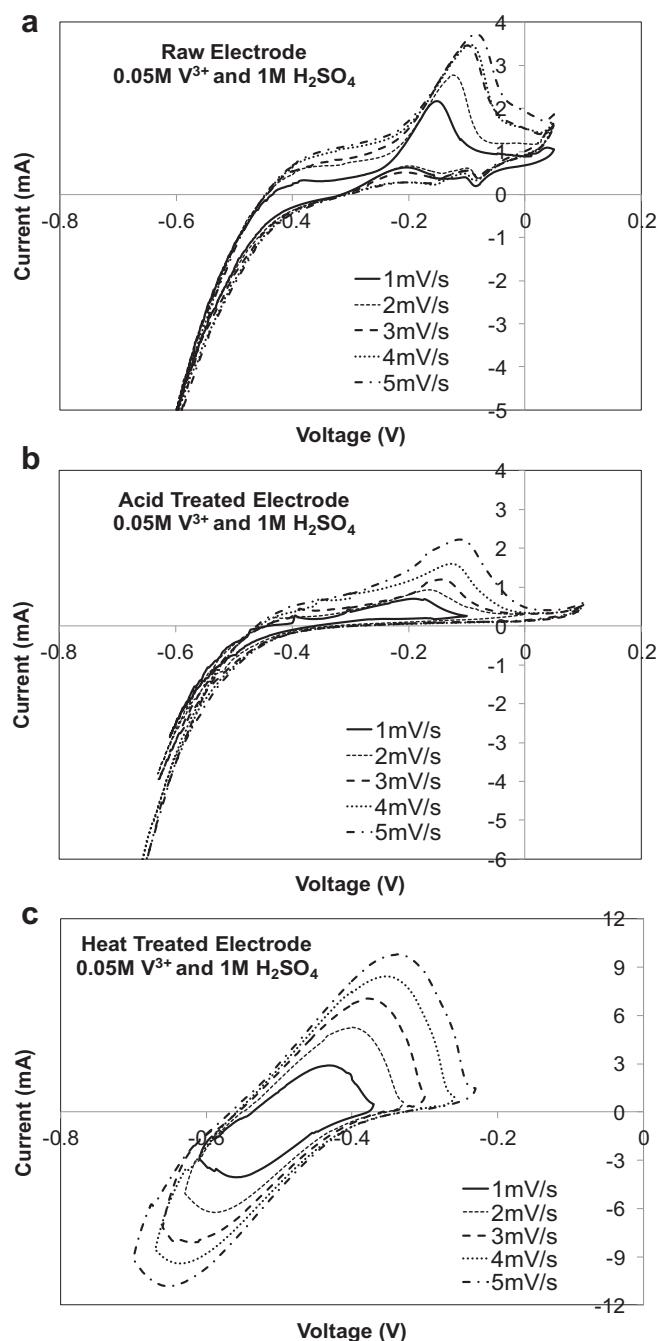 a
Raw Electrode
0.05M V³⁺ and 1M H₂SO₄
4
3
2
1
0
-0.8 -0.6 -0.4 -0.2 0 0.2
-1
-2
-3
-4
-5
Current (mA)
1mV/s
2mV/s
3mV/s
4mV/s
5mV/s
Voltage (V)
b
Acid Treated Electrode
0.05M V³⁺ and 1M H₂SO₄
4
3
2
1
0
-0.8 -0.6 -0.4 -0.2 0 0.2
-1
-2
-3
-4
-5
-6
Current (mA)
1mV/s
2mV/s
3mV/s
4mV/s
5mV/s
Voltage (V)
c
Heat Treated Electrode
0.05M V³⁺ and 1M H₂SO₄
12
9
6
3
0
-0.8 -0.6 -0.4 -0.2 0
-3
-6
-9
-12
Current (mA)
1mV/s
2mV/s
3mV/s
4mV/s
5mV/s
Voltage (V)